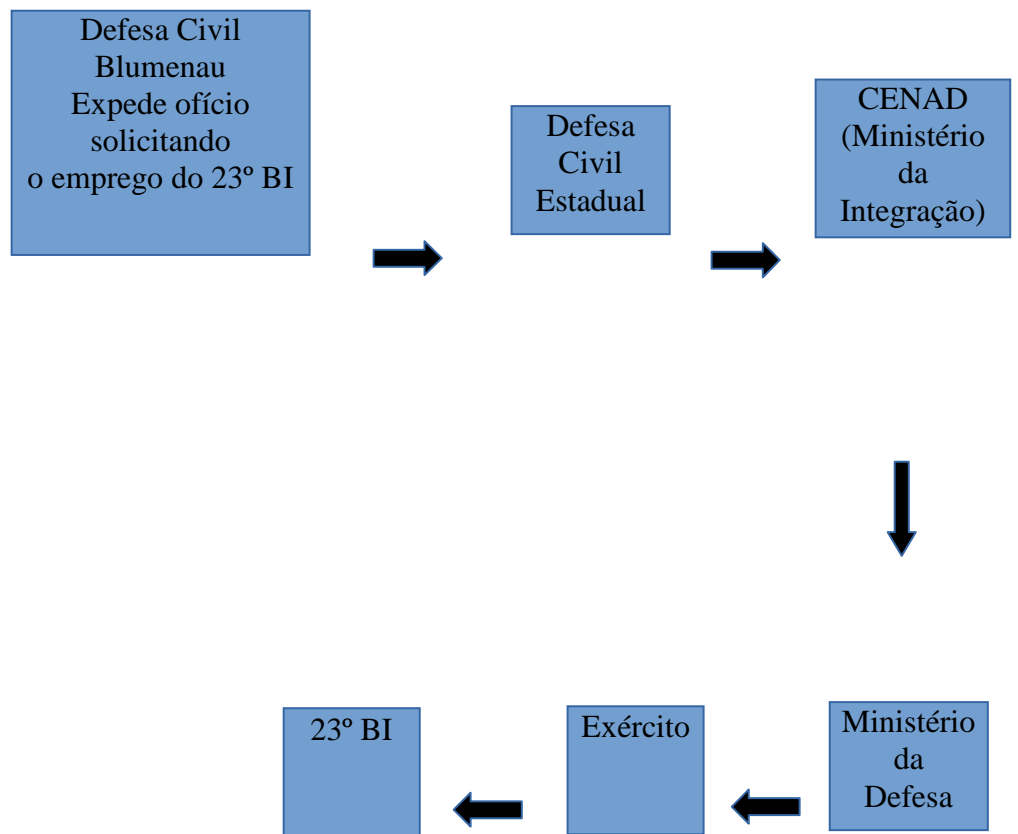 Defesa Civil
Blumenau
Expede ofício
solicitando
o emprego do 23º BI
Defesa
Civil
Estadual
CENAD
(Ministério
da
Integração)
Ministério
da
Defesa
Exército
23º BI